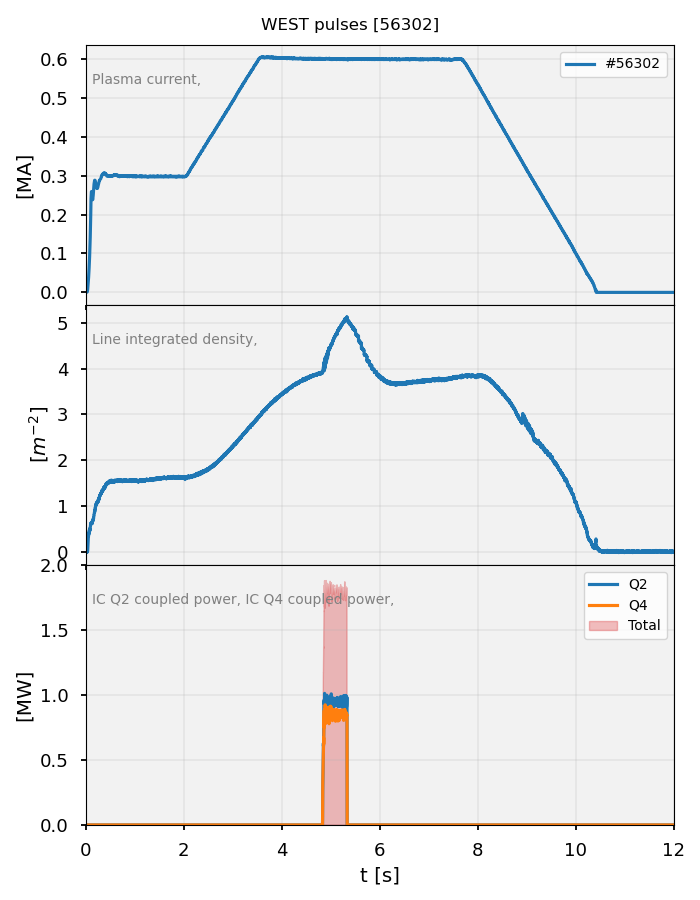 WEST pulses [56302]
0.6
0.5
0.4
0.3
0.2
0.1
0.0
[MA]
Plasma current,
#56302
5
4
3
2
1
0
[m⁻²]
Line integrated density,
2.0
1.5
1.0
0.5
0.0
[MW]
IC Q2 coupled power, IC Q4 coupled power,
Q2
Q4
Total
0 2 4 6 8 10 12
t [s]